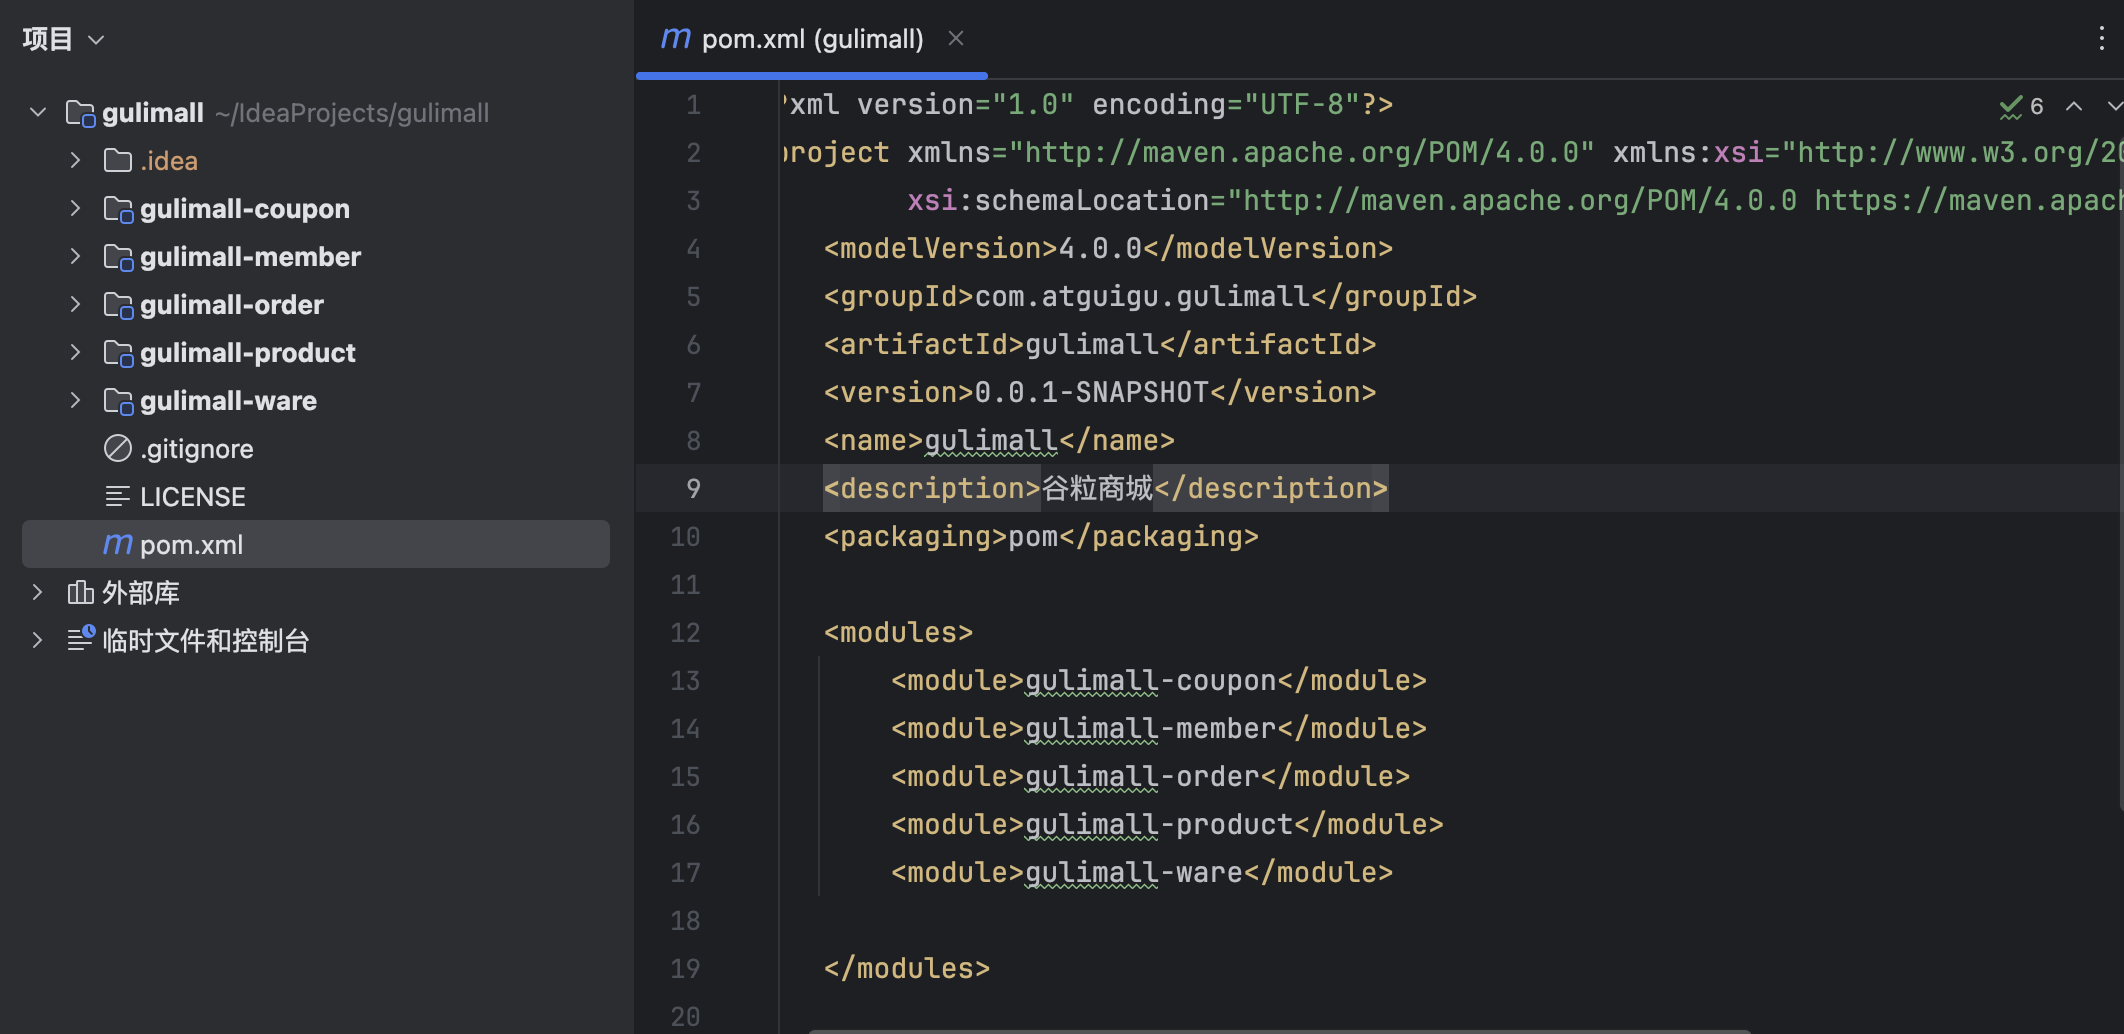 项目
gulimall ~/IdeaProjects/gulimall
.idea
gulimall-coupon
gulimall-member
gulimall-order
gulimall-product
gulimall-ware
.gitignore
LICENSE
pom.xml
外部库
临时文件和控制台
pom.xml (gulimall)
6
1 ?xml version="1.0" encoding="UTF-8"?>
2 project xmlns="http://maven.apache.org/POM/4.0.0" xmlns:xsi="http://www.w3.org/20
3 xsi:schemaLocation="http://maven.apache.org/POM/4.0.0 https://maven.apach
4 <modelVersion>4.0.0</modelVersion>
5 <groupId>com.atguigu.gulimall</groupId>
6 <artifactId>gulimall</artifactId>
7 <version>0.0.1-SNAPSHOT</version>
8 <name>gulimall</name>
9 <description>谷粒商城</description>
10 <packaging>pom</packaging>
11
12 <modules>
13 <module>gulimall-coupon</module>
14 <module>gulimall-member</module>
15 <module>gulimall-order</module>
16 <module>gulimall-product</module>
17 <module>gulimall-ware</module>
18
19 </modules>
20